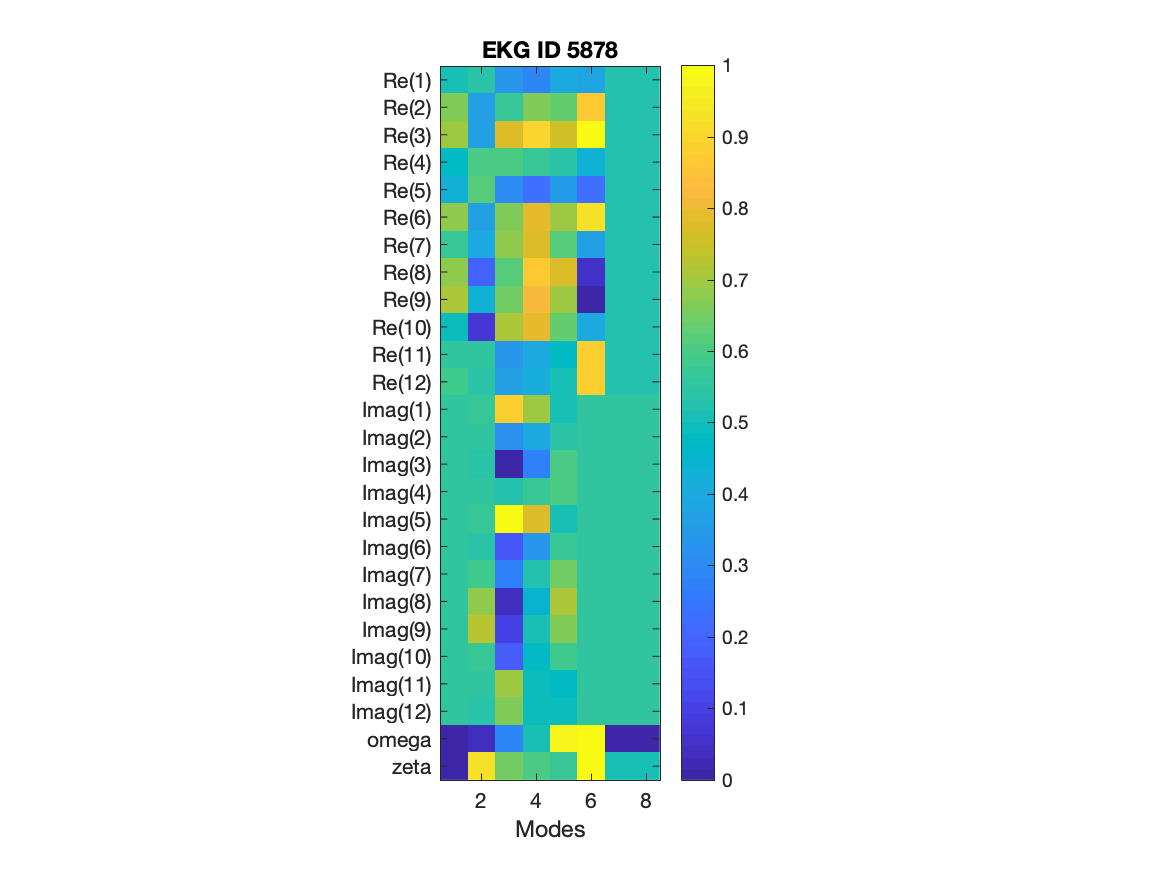 EKG ID 5878
Re(1)
Re(2)
Re(3)
Re(4)
Re(5)
Re(6)
Re(7)
Re(8)
Re(9)
Re(10)
Re(11)
Re(12)
Imag(1)
Imag(2)
Imag(3)
Imag(4)
Imag(5)
Imag(6)
Imag(7)
Imag(8)
Imag(9)
Imag(10)
Imag(11)
Imag(12)
omega
zeta
2 4 6 8
Modes
1
0.9
0.8
0.7
0.6
0.5
0.4
0.3
0.2
0.1
0